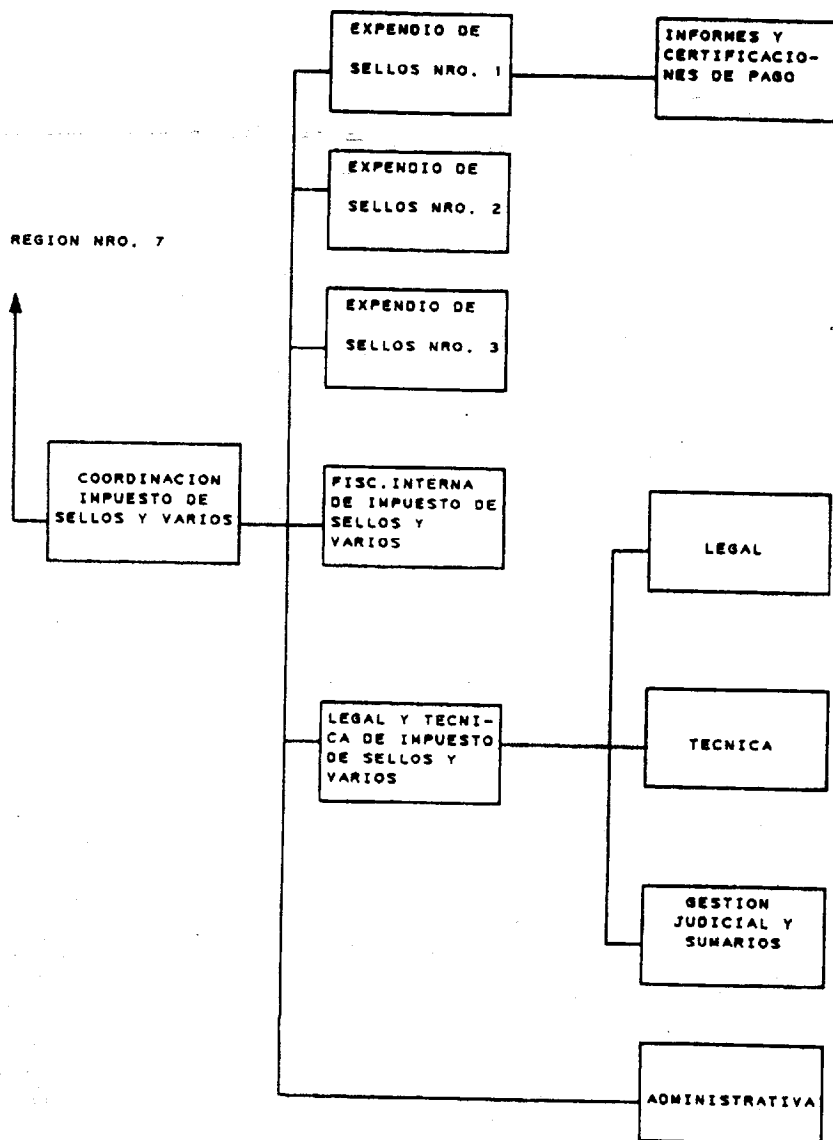 EXPENDIO DE
SELLOS NRO. 1
INFORMES Y
CERTIFICACIO-
NES DE PAGO
EXPENDIO DE
SELLOS NRO. 2
REGION NRO. 7
EXPENDIO DE
SELLOS NRO. 3
COORDINACION
IMPUESTO DE
SELLOS Y VARIOS
FISC.INTERNA
DE IMPUESTO DE
SELLOS Y
VARIOS
LEGAL
LEGAL Y TECNI-
CA DE IMPUESTO
DE SELLOS Y
VARIOS
TECNICA
GESTION
JUDICIAL Y
SUMARIOS
ADMINISTRATIVA